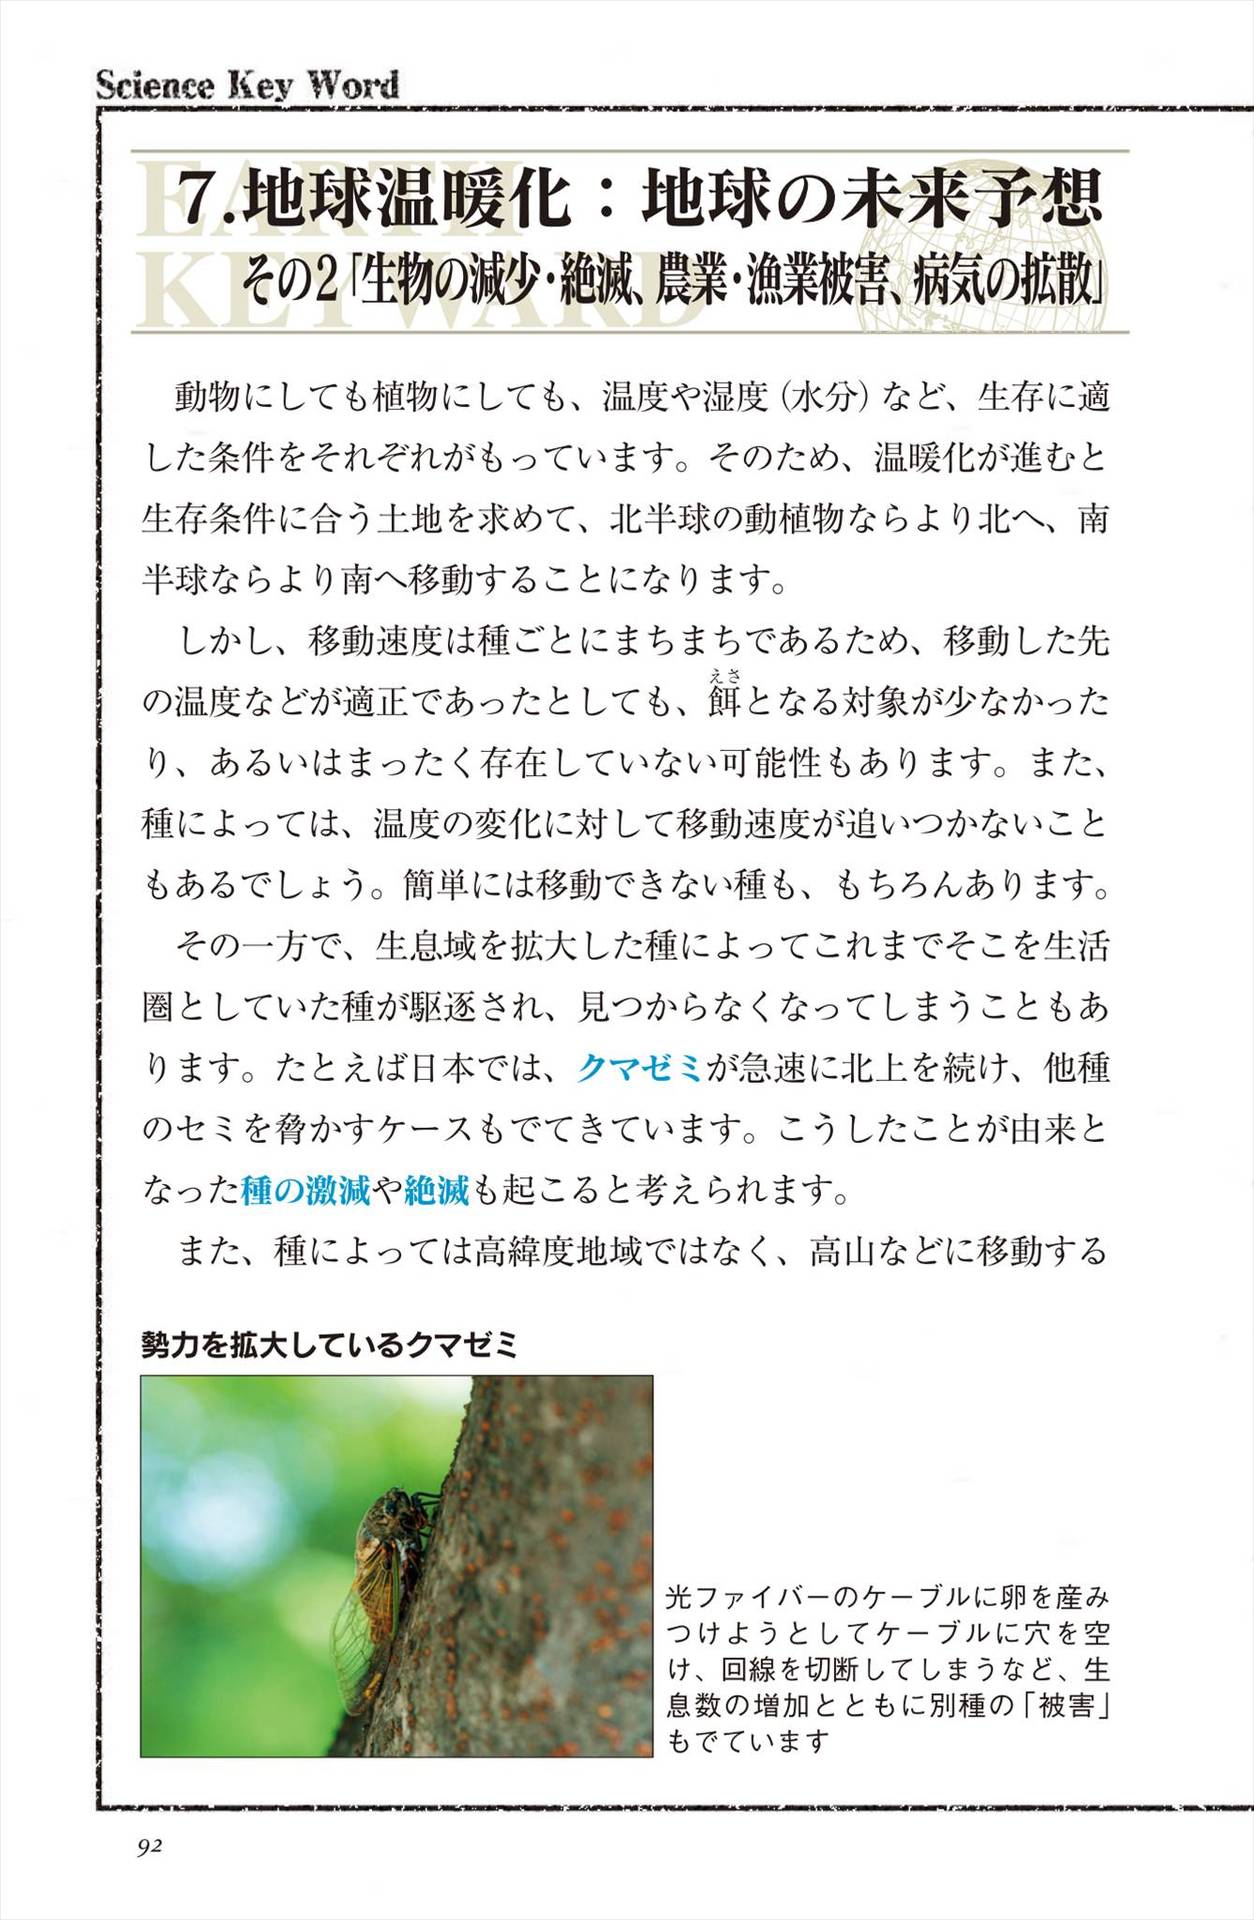 Science Key Word
EARTH
KEYWARD
7.地球温暖化：地球の未来予想
その2「生物の減少・絶滅、農業・漁業被害、病気の拡散」
動物にしても植物にしても、温度や湿度（水分）など、生存に適
した条件をそれぞれがもっています。そのため、温暖化が進むと
生存条件に合う土地を求めて、北半球の動植物ならより北へ、南
半球ならより南へ移動することになります。
しかし、移動速度は種ごとにまちまちであるため、移動した先
えさ
の温度などが適正であったとしても、餌となる対象が少なかった
り、あるいはまったく存在していない可能性もあります。また、
種によっては、温度の変化に対して移動速度が追いつかないこと
もあるでしょう。簡単には移動できない種も、もちろんあります。
その一方で、生息域を拡大した種によってこれまでそこを生活
圏としていた種が駆逐され、見つからなくなってしまうこともあ
ります。たとえば日本では、クマゼミが急速に北上を続け、他種
のセミを脅かすケースもでてきています。こうしたことが由来と
なった種の激減や絶滅も起こると考えられます。
また、種によっては高緯度地域ではなく、高山などに移動する
勢力を拡大しているクマゼミ
光ファイバーのケーブルに卵を産み
つけようとしてケーブルに穴を空
け、回線を切断してしまうなど、生
息数の増加とともに別種の「被害」
もでています
92